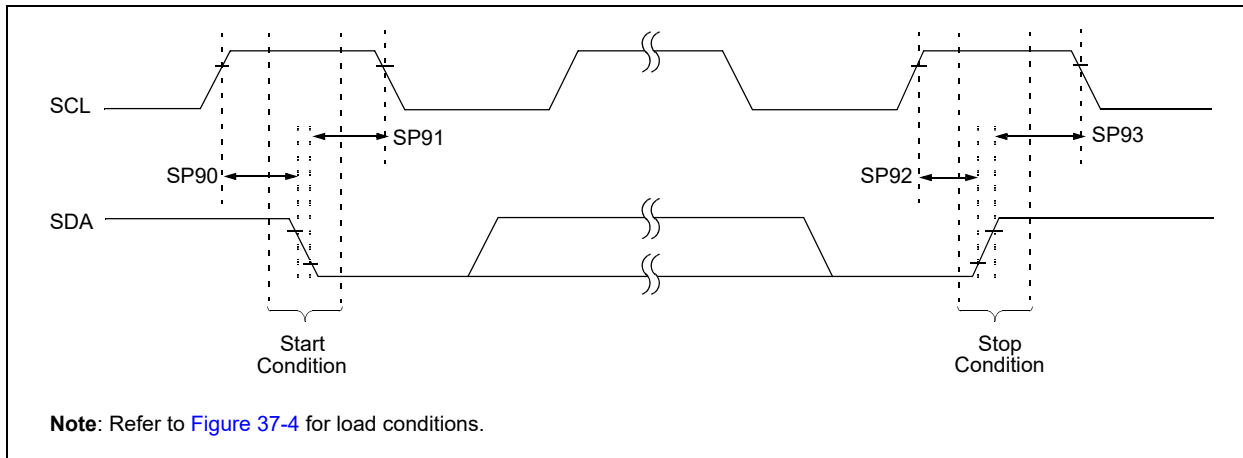 SCL
SP91
SP93
SP90
SP92
SDA
Start
Condition
Stop
Condition
Note: Refer to Figure 37-4 for load conditions.